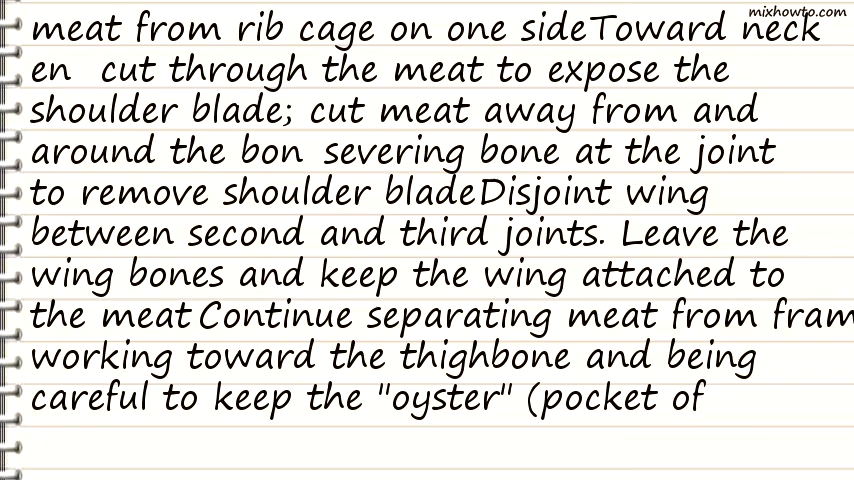 mixhowto.com
meat from rib cage on one sideToward neck
en cut through the meat to expose the
shoulder blade; cut meat away from and
around the bon severing bone at the joint
to remove shoulder bladeDisjoint wing
between second and third joints. Leave the
wing bones and keep the wing attached to
the meatContinue separating meat from fram
working toward the thighbone and being
careful to keep the "oyster" (pocket of